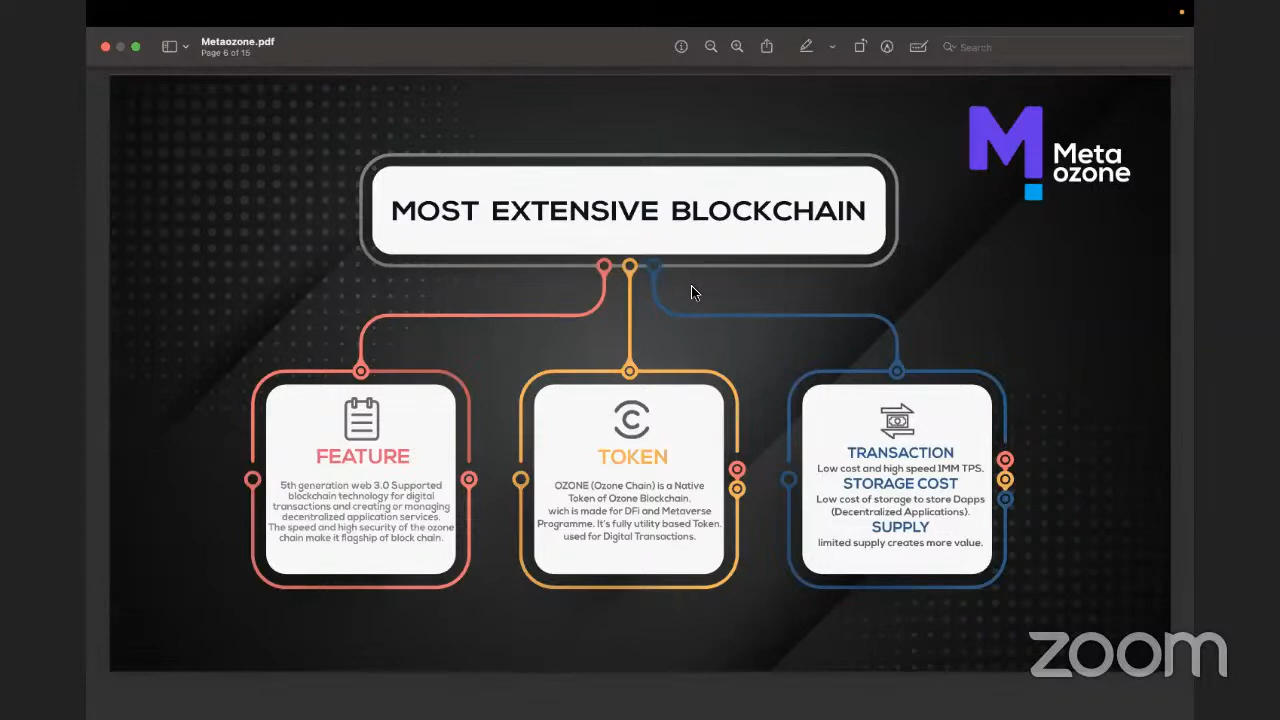 Metaozone.pdf
Page 6 of 15
Search
Meta
ozone
MOST EXTENSIVE BLOCKCHAIN
FEATURE
5th generation web 3.0 Supported
blockchain technology for digital
transactions and creating or managing
decentralized application services.
The speed and high security of the ozone
chain make it flagship of block chain.
TOKEN
OZONE (Ozone Chain) is a Native
Token of Ozone Blockchain.
wich is made for DFi and Metaverse
Programme. It's fully utility based Token.
used for Digital Transactions.
TRANSACTION
Low cost and high speed 1MM TPS.
STORAGE COST
Low cost of storage to store Dapps
(Decentralized Applications).
SUPPLY
limited supply creates more value.
zoom